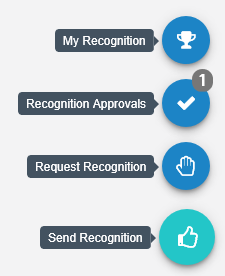 My Recognition
1
Recognition Approvals
Request Recognition
Send Recognition